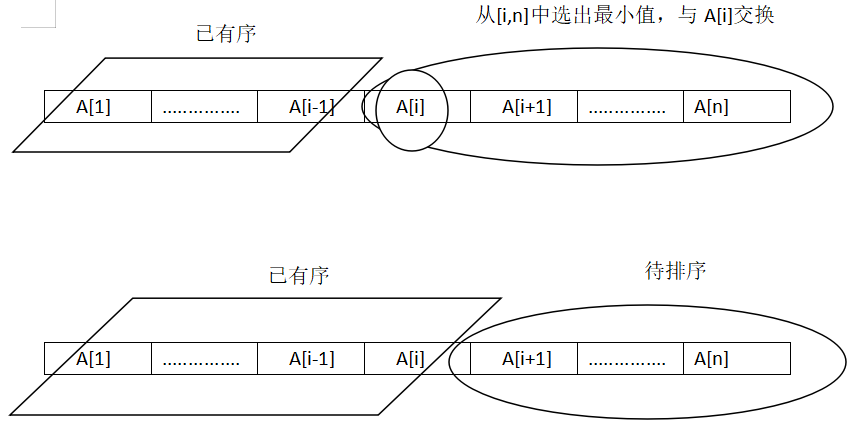 从[i,n]中选出最小值，与 A[i]交换
已有序
A[1] ................ A[i-1] A[i] A[i+1] ................ A[n]
待排序
已有序
A[1] ................ A[i-1] A[i] A[i+1] ................ A[n]